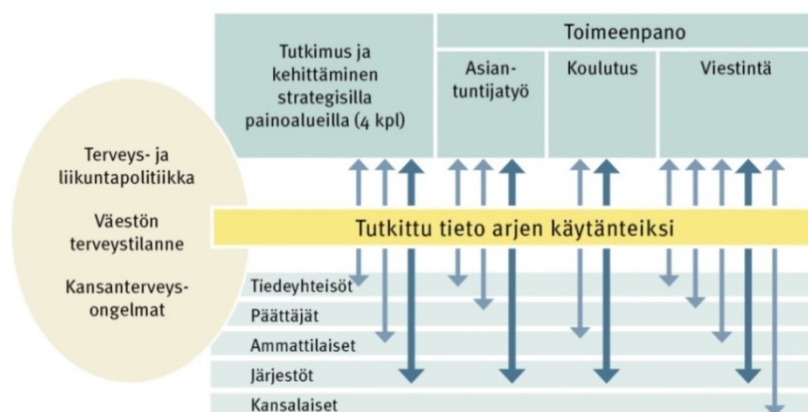 Tutkimus ja
kehittäminen
strategisilla
painoalueilla (4 kpl)
Toimeenpano
Asian-
tuntijatyö
Koulutus
Viestintä
Terveys- ja
liikuntapolitiikka
Väestön
terveystilanne
Kansanterveys-
ongelmat
Tutkittu tieto arjen käytänteiksi
Tiedeyhteisöt
Päättäjät
Ammattilaiset
Järjestöt
Kansalaiset